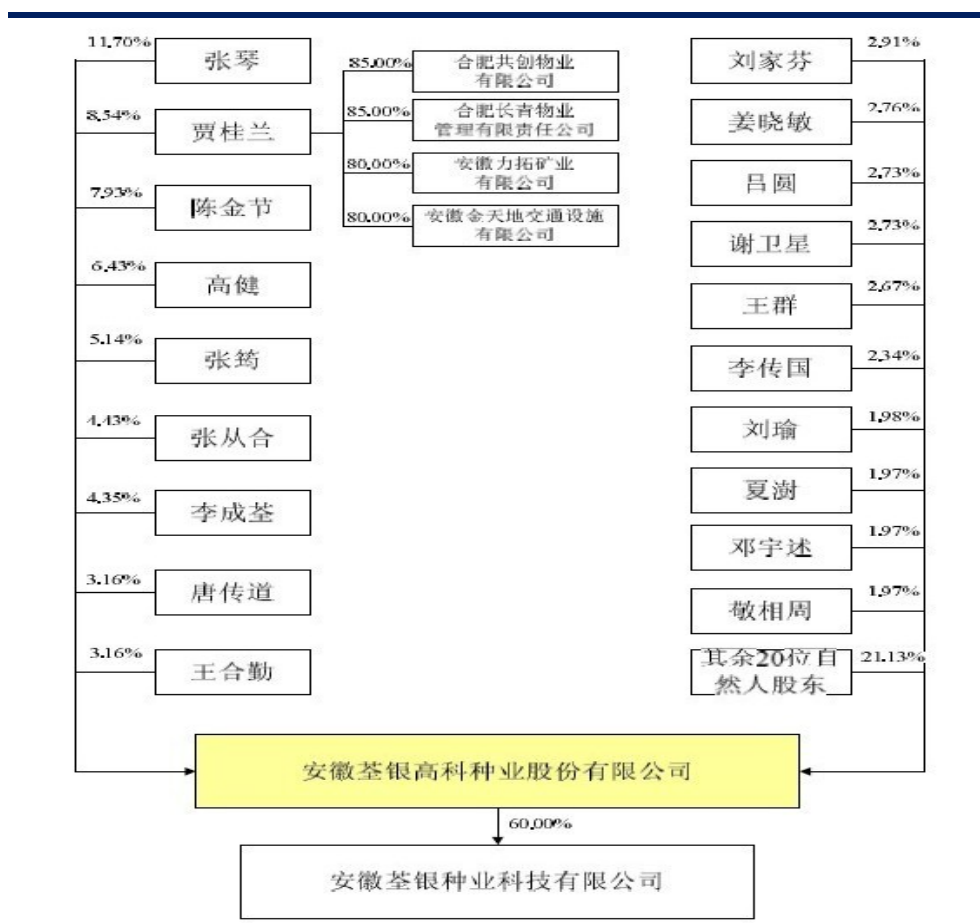 11.70%
张琴
8.54%
贾桂兰
7.93%
陈金节
6.43%
高健
5.14%
张筠
4.43%
张从合
4.35%
李成荃
3.16%
唐传道
3.16%
王合勤
85.00%
合肥共创物业
有限公司
85.00%
合肥长青物业
管理有限责任公司
80.00%
安徽力拓矿业
有限公司
80.00%
安徽金天地交通设施
有限公司
2.91%
刘家芬
2.76%
姜晓敏
2.73%
吕圆
2.73%
谢卫星
2.67%
王群
2.34%
李传国
1.98%
刘瑜
1.97%
夏澍
1.97%
邓宇述
1.97%
敬相周
21.13%
其余20位自
然人股东
安徽荃银高科种业股份有限公司
60.00%
安徽荃银种业科技有限公司